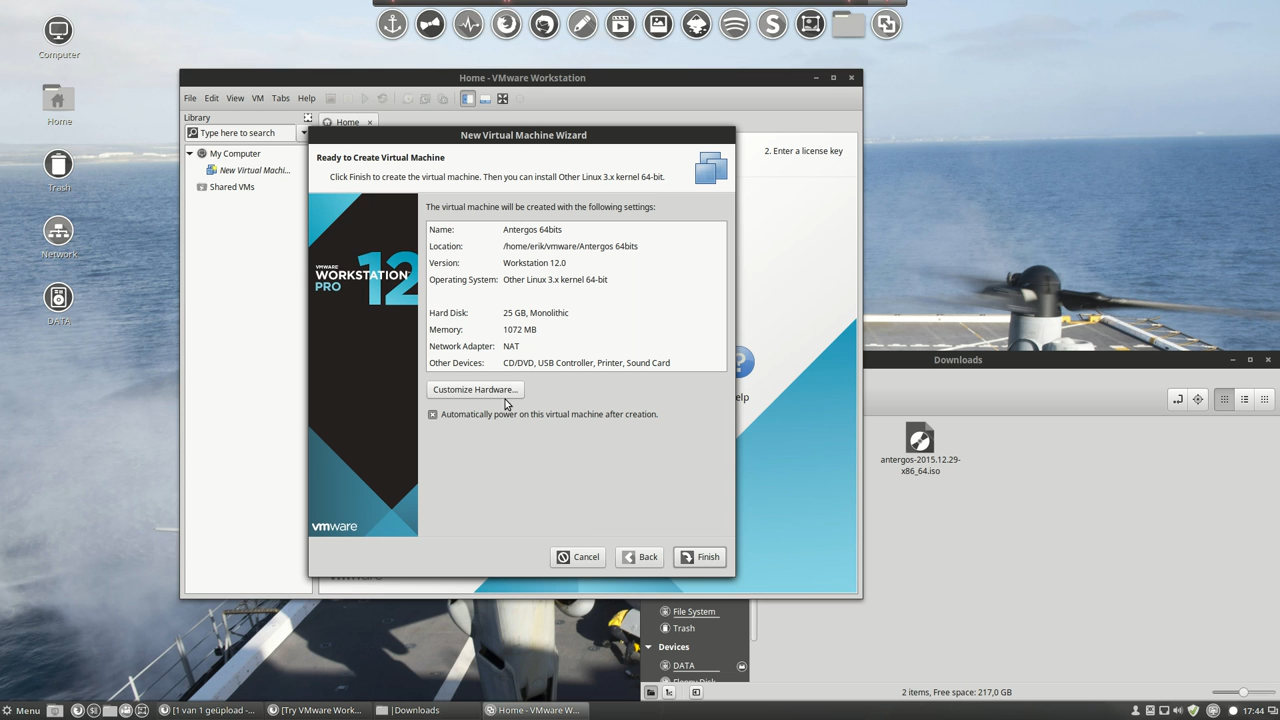 Computer
Home
Trash
Network
DATA
Home - VMware Workstation
File Edit View VM Tabs Help
Library
Type here to search
My Computer
New Virtual Machi...
Shared VMs
Home
2. Enter a license key
elp
New Virtual Machine Wizard
Ready to Create Virtual Machine
Click Finish to create the virtual machine. Then you can install Other Linux 3.x kernel 64-bit.
VMWARE
WORKSTATION
PRO 12
vmware
The virtual machine will be created with the following settings:
Name: Antergos 64bits
Location: /home/erik/vmware/Antergos 64bits
Version: Workstation 12.0
Operating System: Other Linux 3.x kernel 64-bit
Hard Disk: 25 GB, Monolithic
Memory: 1072 MB
Network Adapter: NAT
Other Devices: CD/DVD, USB Controller, Printer, Sound Card
Customize Hardware...
Automatically power on this virtual machine after creation.
Cancel Back Finish
Downloads
antergos-2015.12.29-
x86_64.iso
File System
Trash
Devices
DATA
2 items, Free space: 217,0 GB
Menu
[1 van 1 geüpload -...
[Try VMware Work...
Downloads
Home - VMware W...
17:44